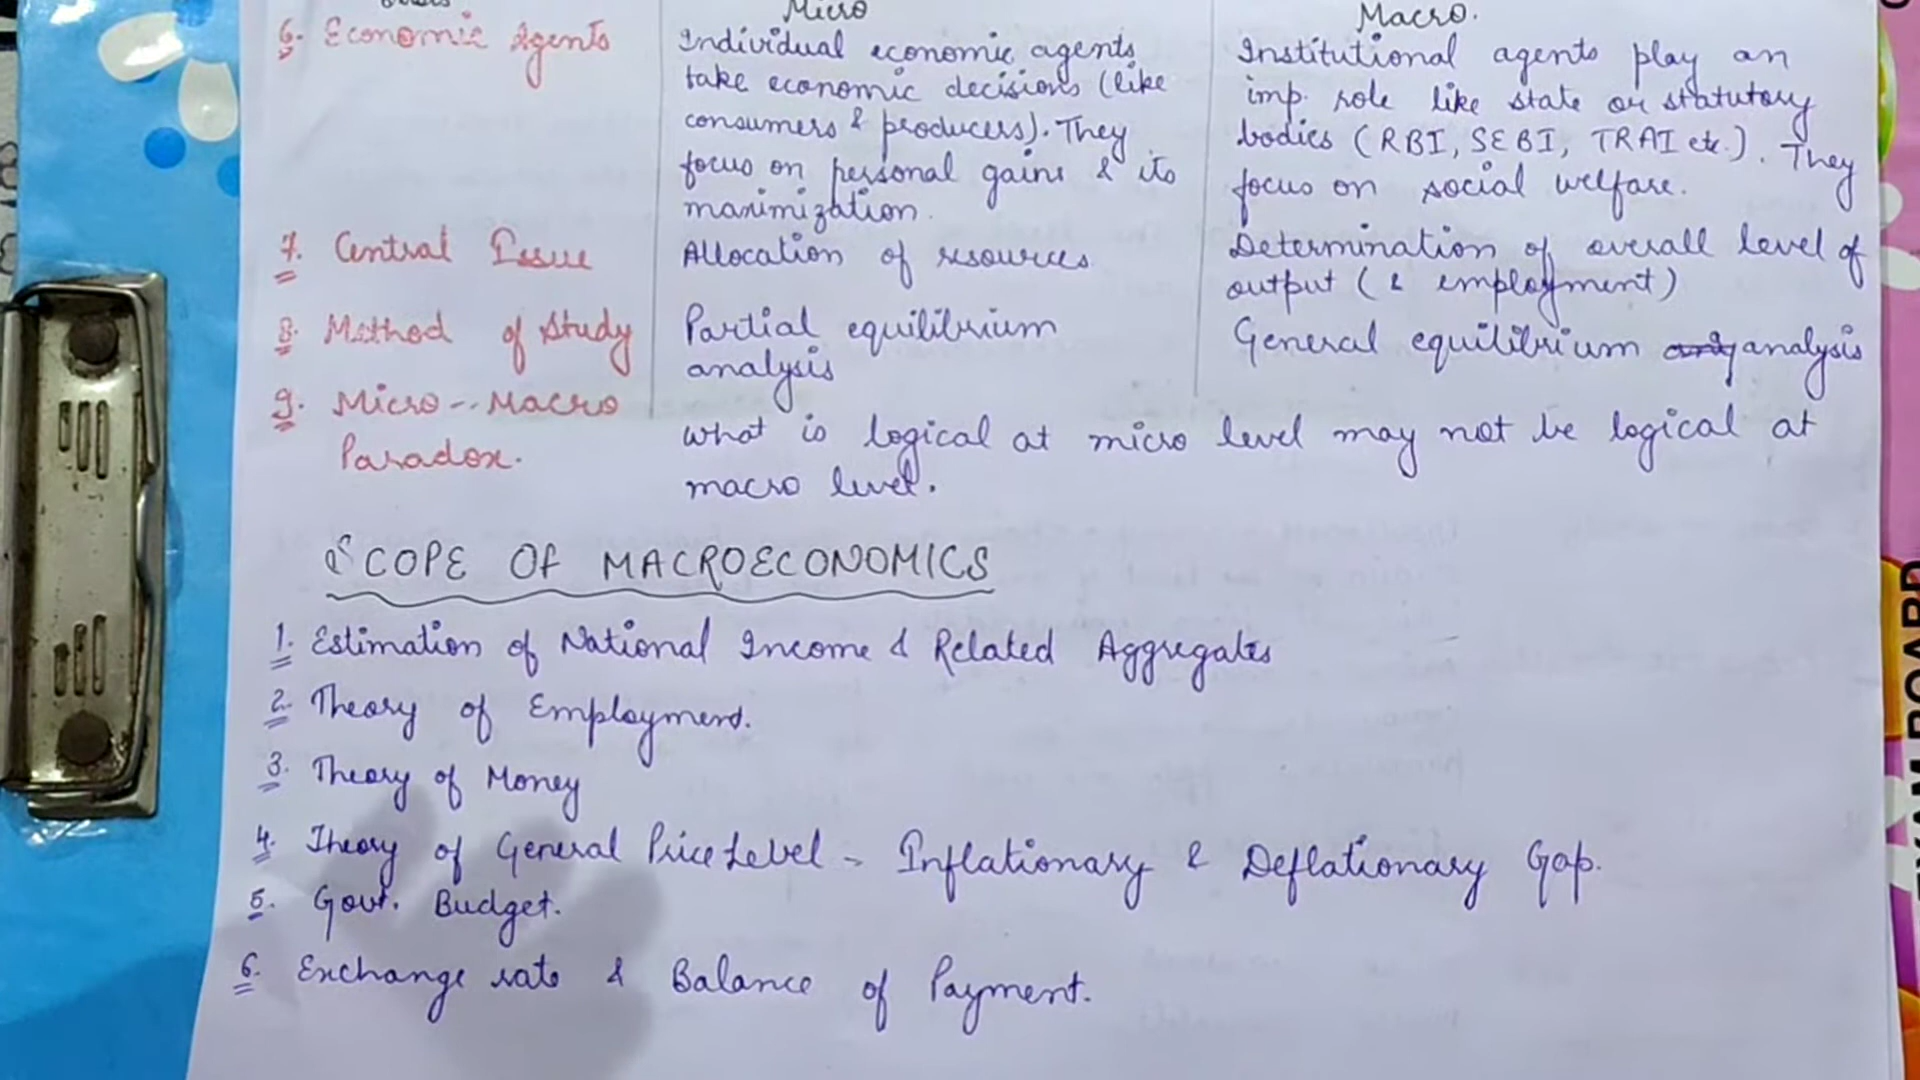 Micro
Macro.
6. Economic Agents
Individual economic agents
take economic decisions (like
consumers & producers). They
focus on personal gains & its
maximization.
Institutional agents play an
imp. role like state or statutory
bodies (RBI, SEBI, TRAI etc.). They
focus on social welfare.
7. Central Issue
Allocation of resources
Determination of overall level of
output (& employment)
8. Method of Study
Partial equilibrium
analysis
General equilibrium analysis
9. Micro-Macro
Paradox.
What is logical at micro level may not be logical at
macro level.
SCOPE OF MACROECONOMICS
1. Estimation of National Income & Related Aggregates
2. Theory of Employment.
3. Theory of Money
4. Theory of General Price Level - Inflationary & Deflationary Gap.
5. Govt. Budget.
6. Exchange rate & Balance of Payment.
EXAM BOARD